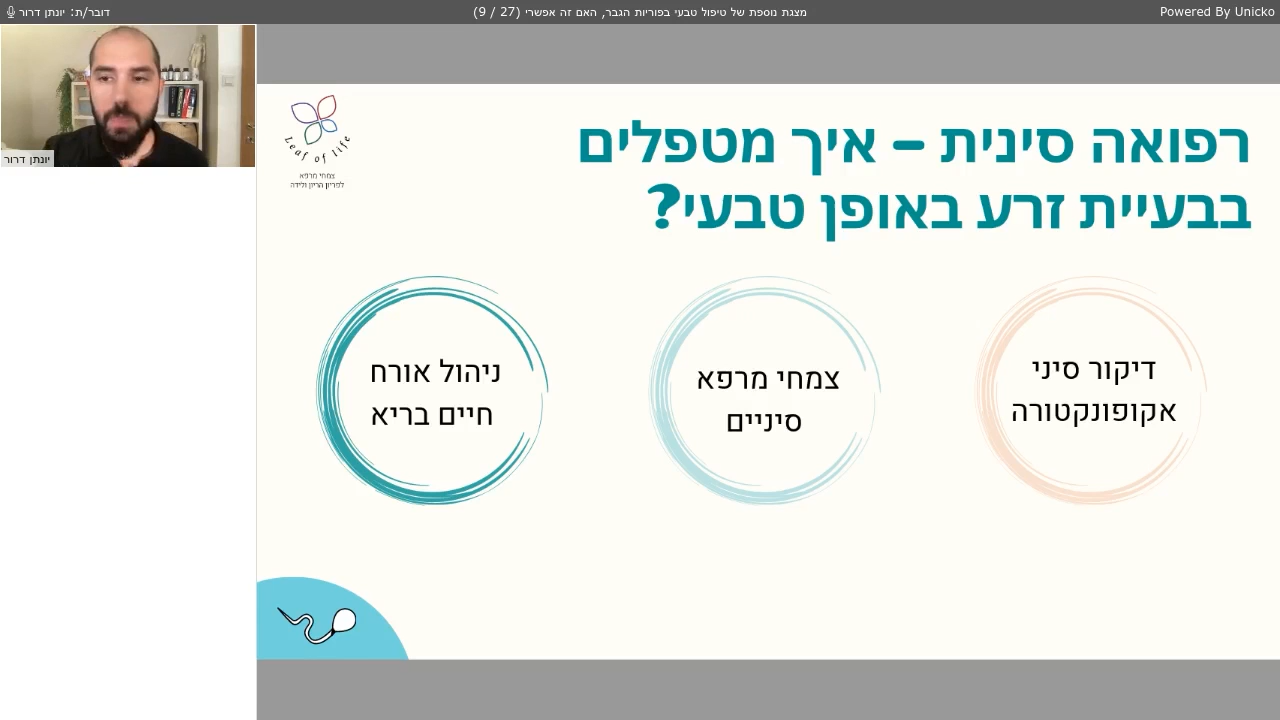 דובר/ת: יונתן דרור
מצגת נוספת של טיפול טבעי בפוריות הגבר, האם זה אפשרי (27 / 9)
Powered By Unicko
יונתן דרור
Leaf of life
צמחי מרפא
לפריון הריון ולידה
רפואה סינית – איך מטפלים
בבעיית זרע באופן טבעי?
דיקור סיני
אקופונקטורה
צמחי מרפא
סיניים
ניהול אורח
חיים בריא